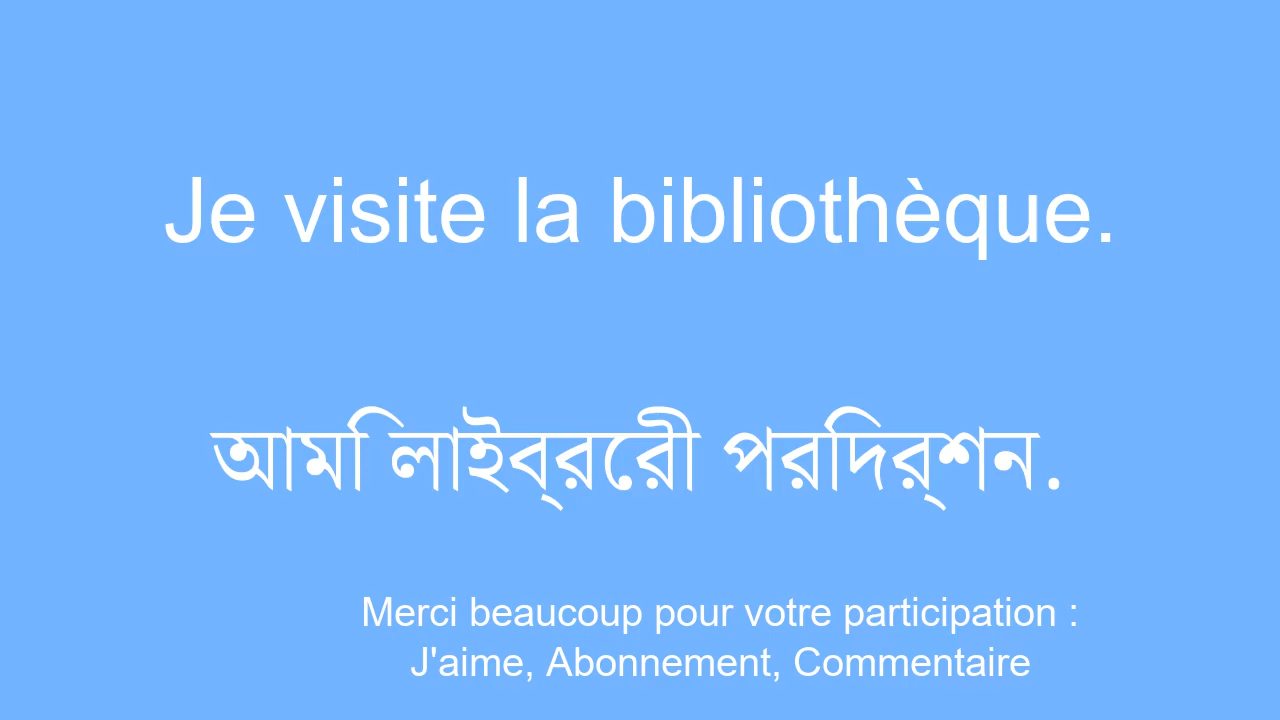 Je visite la bibliothèque.
আমি লাইব্রেরী পরিদর্শন.
Merci beaucoup pour votre participation :
J'aime, Abonnement, Commentaire